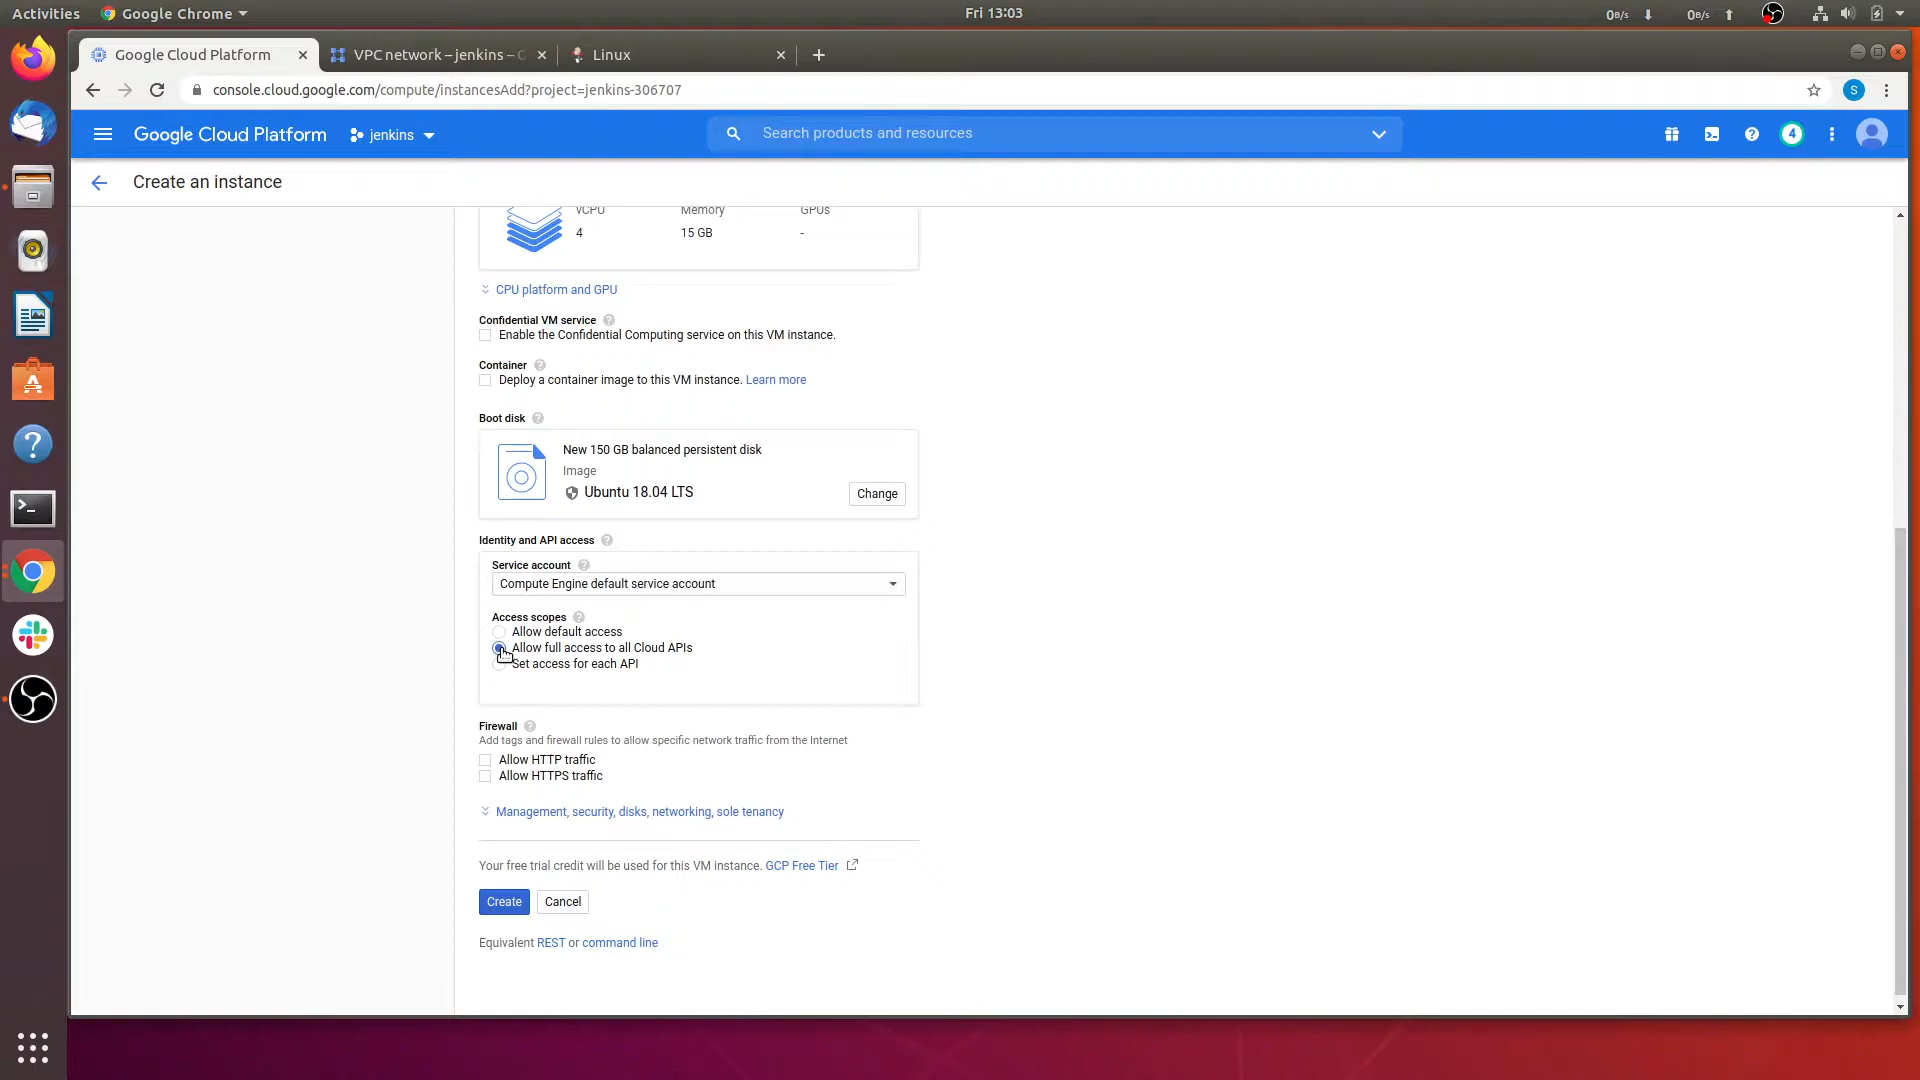 Activities
Google Chrome
Fri 13:03
0B/s
0B/s
Google Cloud Platform
VPC network – jenkins –
Linux
console.cloud.google.com/compute/instancesAdd?project=jenkins-306707
S
Google Cloud Platform
jenkins
Search products and resources
4
Create an instance
vCPU
Memory
GPUs
4
15 GB
-
CPU platform and GPU
Confidential VM service
Enable the Confidential Computing service on this VM instance.
Container
Deploy a container image to this VM instance. Learn more
Boot disk
New 150 GB balanced persistent disk
Image
Ubuntu 18.04 LTS
Change
Identity and API access
Service account
Compute Engine default service account
Access scopes
Allow default access
Allow full access to all Cloud APIs
Set access for each API
Firewall
Add tags and firewall rules to allow specific network traffic from the Internet
Allow HTTP traffic
Allow HTTPS traffic
Management, security, disks, networking, sole tenancy
Your free trial credit will be used for this VM instance. GCP Free Tier
Create
Cancel
Equivalent REST or command line